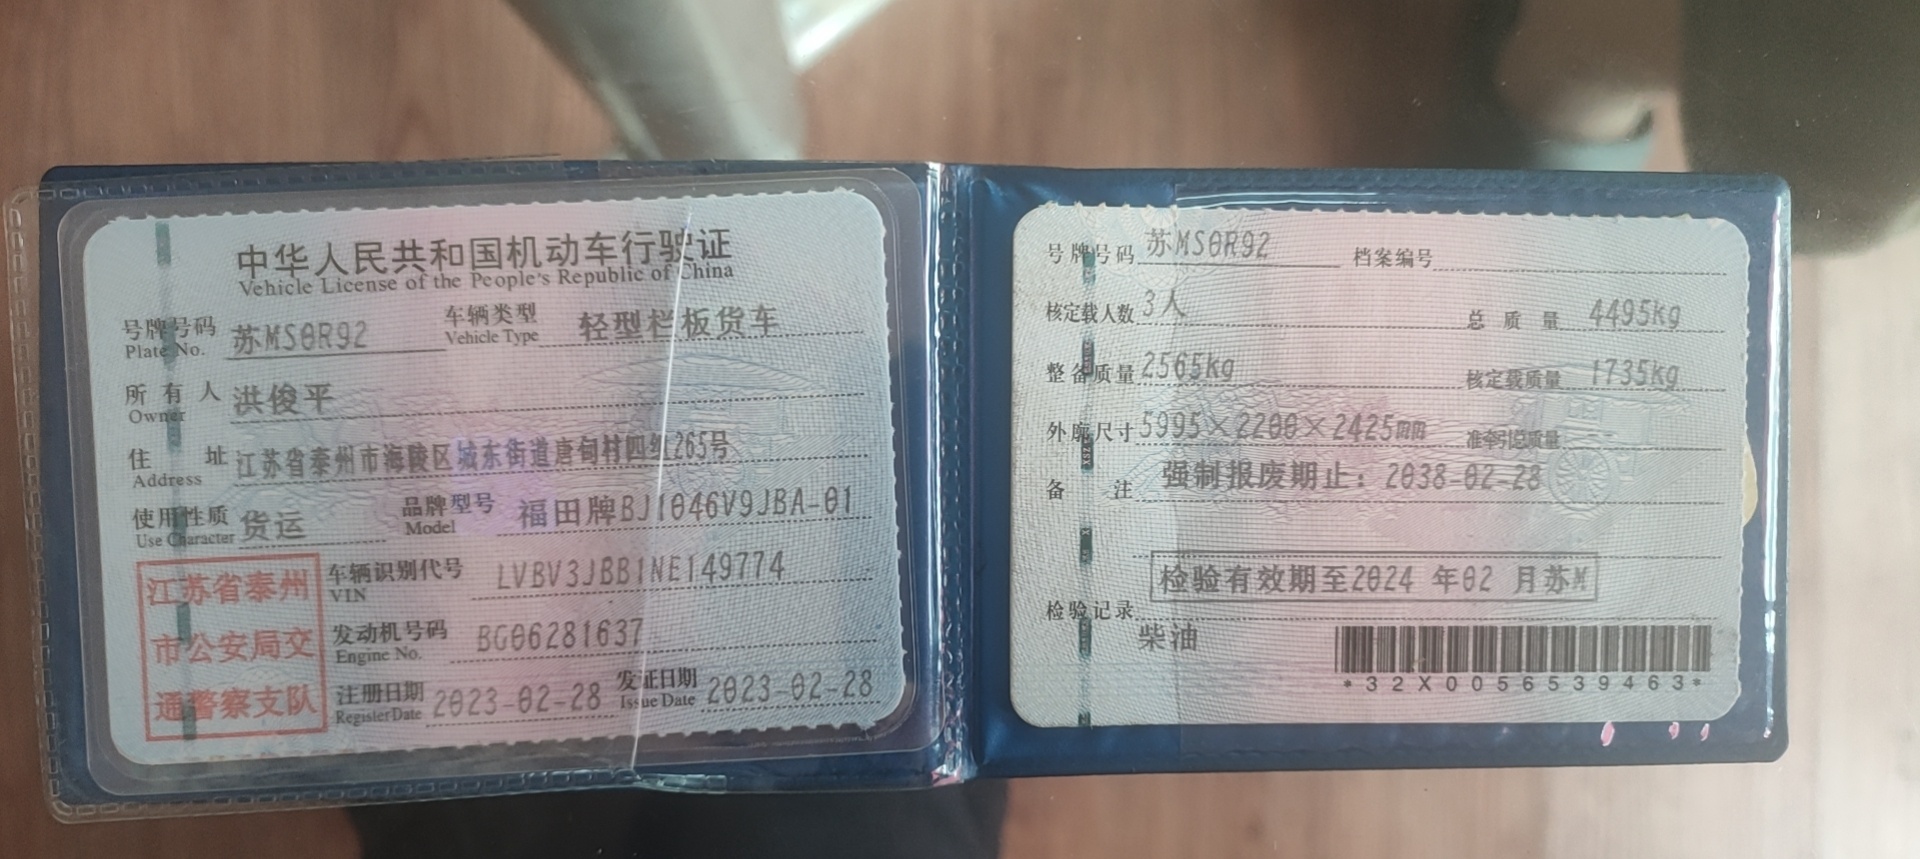 中华人民共和国机动车行驶证
Vehicle License of the People's Republic of China
号牌号码 苏MS0R92 车辆类型 轻型栏板货车
Plate No. Vehicle Type
所有人 洪俊平
Owner
住址 江苏省泰州市海陵区城东街道唐甸村四组265号
Address
使用性质 货运 品牌型号 福田牌BJ1046V9JBA-01
Use Character Model
江苏省泰州
市公安局交
通警察支队
车辆识别代号 LVBV3JBB1NE149774
VIN
发动机号码 BG06281637
Engine No.
注册日期 2023-02-28 发证日期 2023-02-28
Register Date Issue Date
号牌号码 苏MS0R92 档案编号
核定载人数 3人 总质量 4495kg
整备质量 2565kg 核定载质量 1735kg
外廓尺寸 5995×2200×2425mm 准牵引总质量 --
备注 强制报废期止：2038-02-28
检验有效期至2024 年02 月苏M
检验记录
柴油
*32X0056539463*